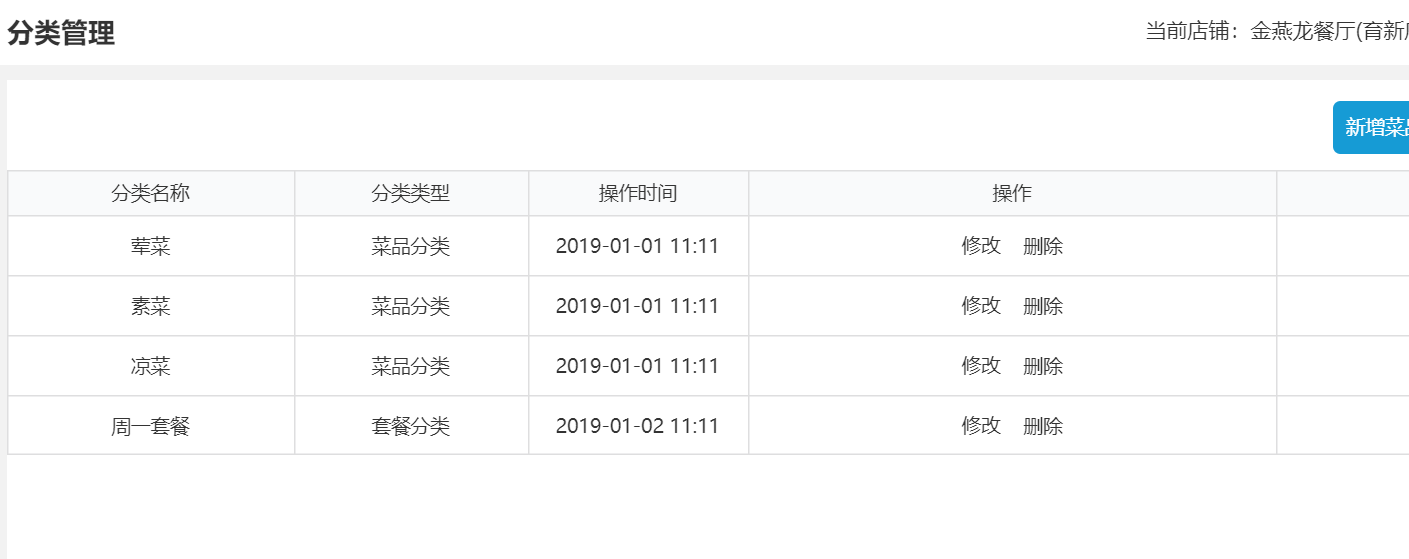 分类管理
当前店铺：金燕龙餐厅(育新
新增菜品
分类名称 分类类型 操作时间 操作
荤菜 菜品分类 2019-01-01 11:11 修改 删除
素菜 菜品分类 2019-01-01 11:11 修改 删除
凉菜 菜品分类 2019-01-01 11:11 修改 删除
周一套餐 套餐分类 2019-01-02 11:11 修改 删除